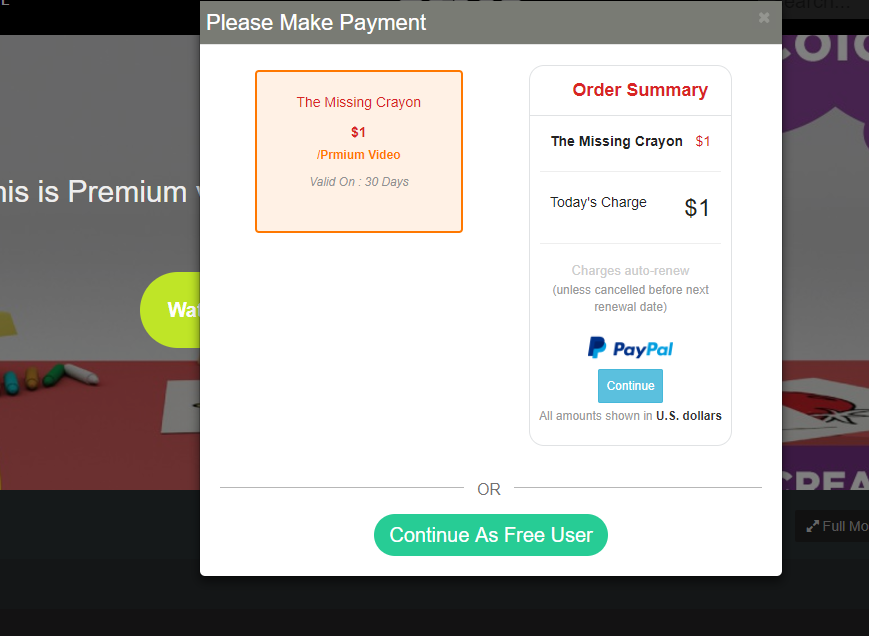 Please Make Payment
The Missing Crayon
$1
/Prmium Video
Valid On : 30 Days
Order Summary
The Missing Crayon $1
Today's Charge $1
Charges auto-renew
(unless cancelled before next
renewal date)
PayPal
Continue
All amounts shown in U.S. dollars
OR
Continue As Free User
his is Premium
Wat
Full Mo
CREA